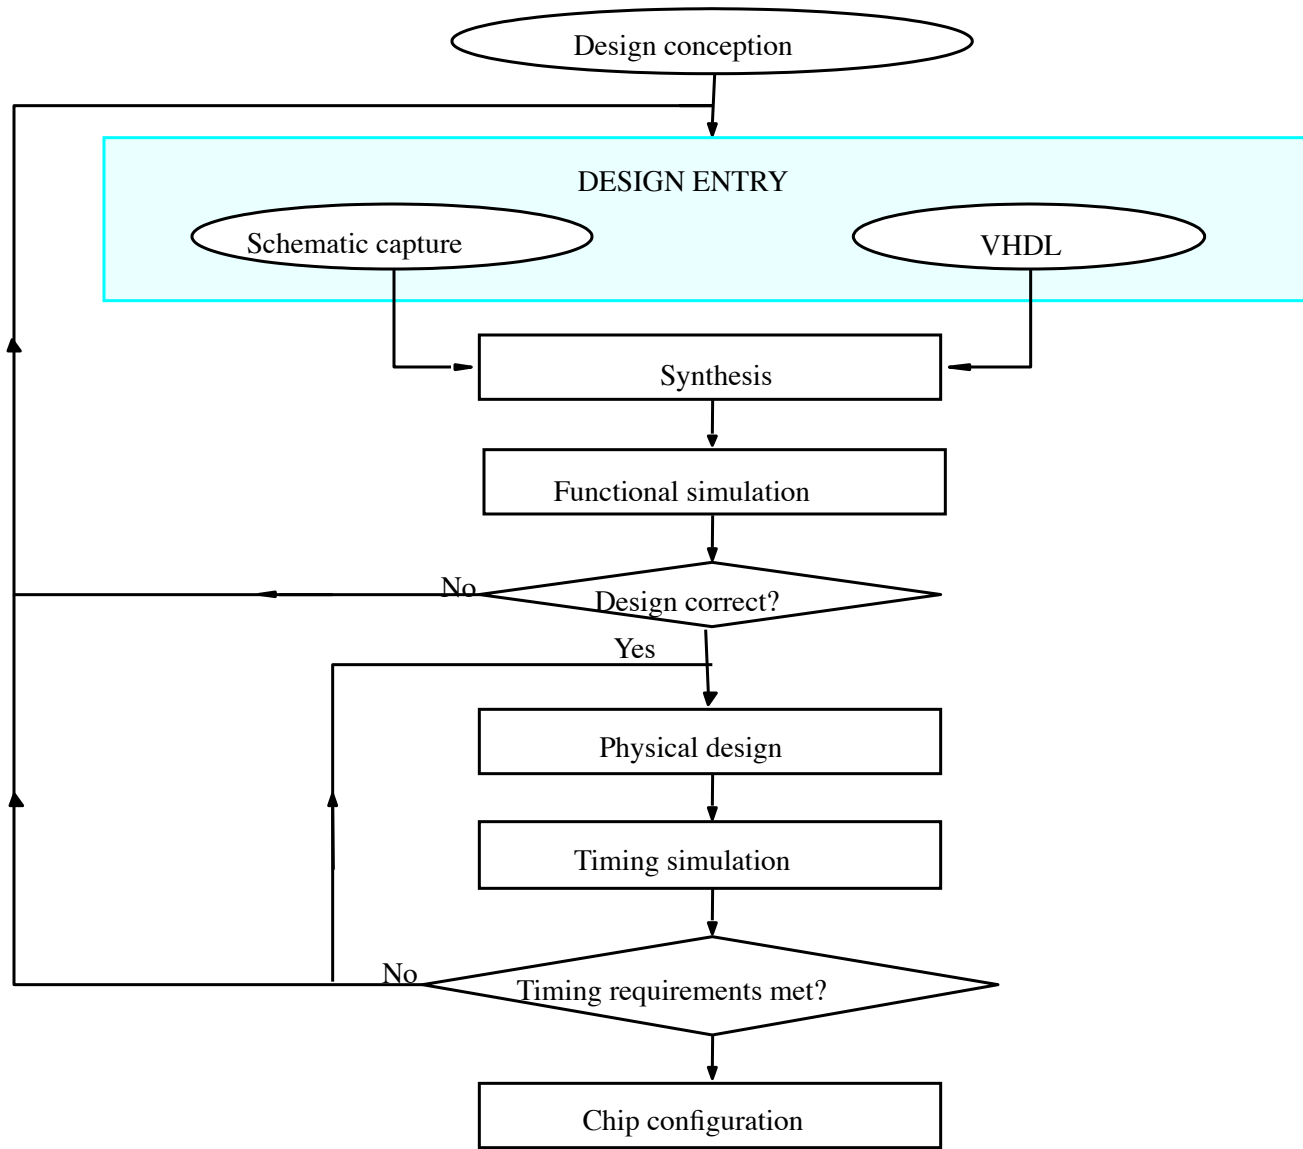 Design conception
DESIGN ENTRY
Schematic capture
VHDL
Synthesis
Functional simulation
No
Design correct?
Yes
Physical design
Timing simulation
No
Timing requirements met?
Chip configuration